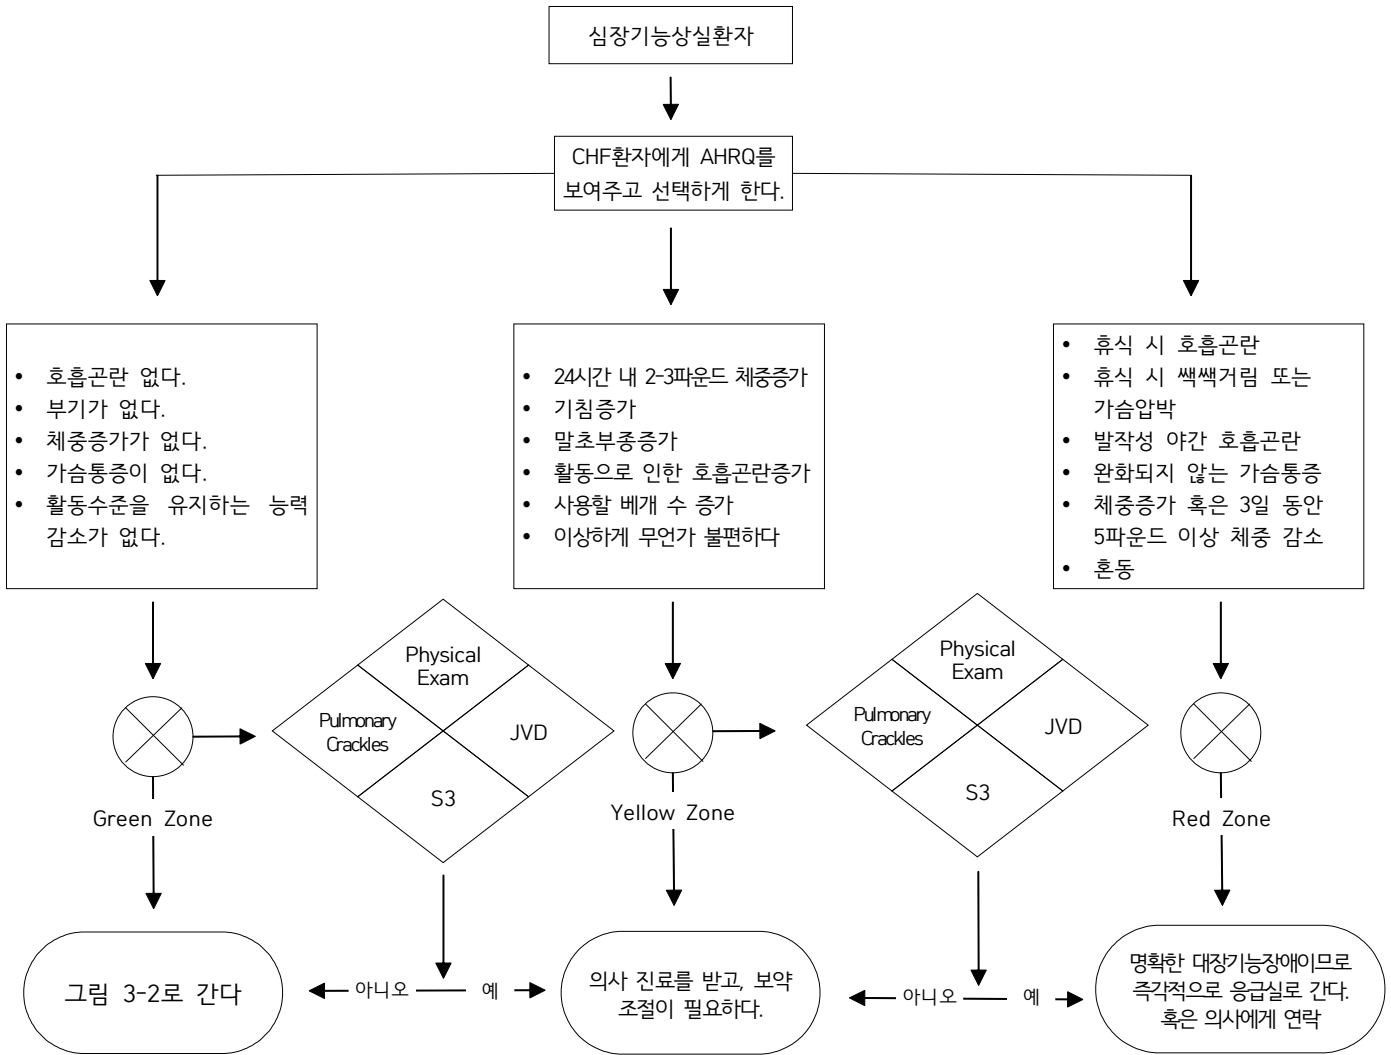 심장기능상실환자
CHF환자에게 AHRQ를
보여주고 선택하게 한다.
• 호흡곤란 없다.
• 부기가 없다.
• 체중증가가 없다.
• 가슴통증이 없다.
• 활동수준을 유지하는 능력
감소가 없다.
• 24시간 내 2-3파운드 체중증가
• 기침증가
• 말초부종증가
• 활동으로 인한 호흡곤란증가
• 사용할 베개 수 증가
• 이상하게 무언가 불편하다
• 휴식 시 호흡곤란
• 휴식 시 쌕쌕거림 또는
가슴압박
• 발작성 야간 호흡곤란
• 완화되지 않는 가슴통증
• 체중증가 혹은 3일 동안
5파운드 이상 체중 감소
• 혼동
Physical
Exam
Pulmonary
Crackles
JVD
S3
Physical
Exam
Pulmonary
Crackles
JVD
S3
Green Zone
Yellow Zone
Red Zone
그림 3-2로 간다
아니오
예
의사 진료를 받고, 보약
조절이 필요하다.
아니오
예
명확한 대장기능장애이므로
즉각적으로 응급실로 간다.
혹은 의사에게 연락